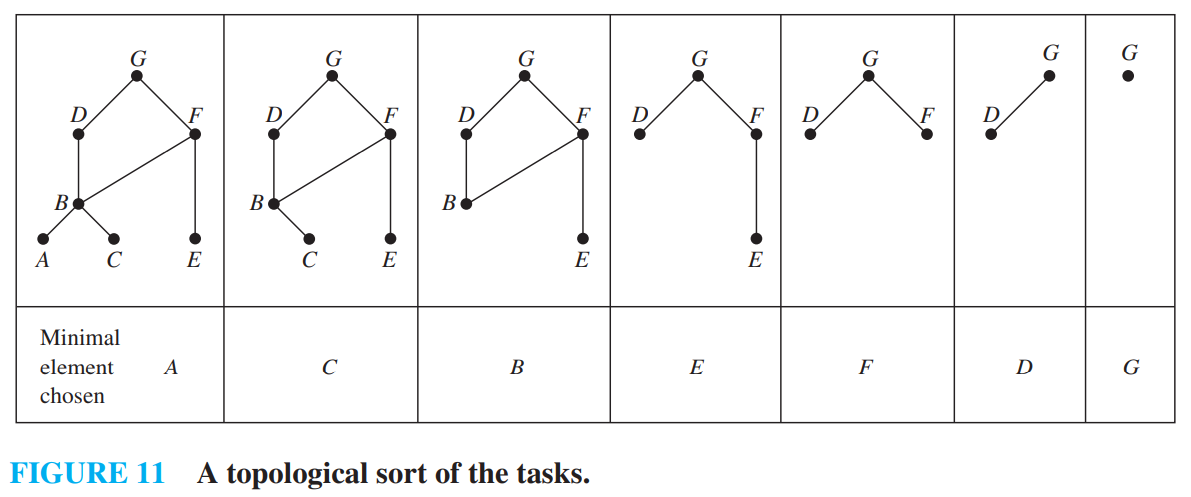 G G G G G G G
D F D F D F D F D F D
B B B
A C E C E E E
Minimal
element A C B E F D G
chosen
FIGURE 11 A topological sort of the tasks.